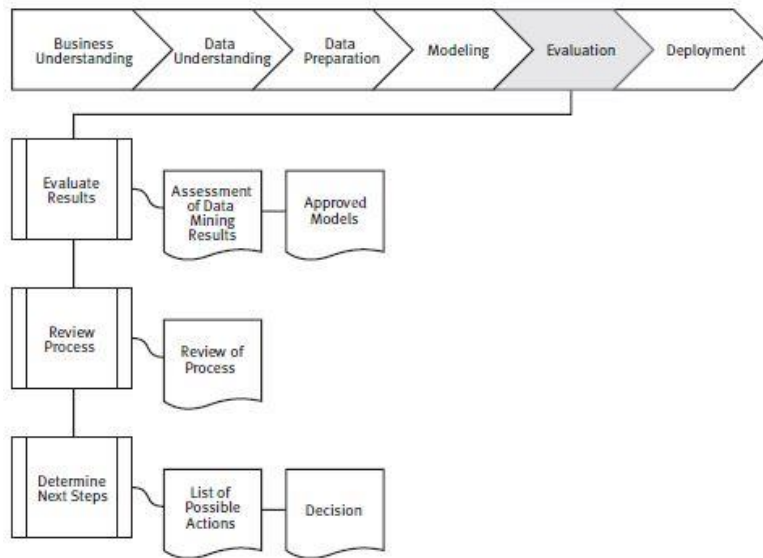 Business
Understanding
Data
Understanding
Data
Preparation
Modeling
Evaluation
Deployment
Evaluate
Results
Assessment
of Data
Mining
Results
Approved
Models
Review
Process
Review of
Process
Determine
Next Steps
List of
Possible
Actions
Decision